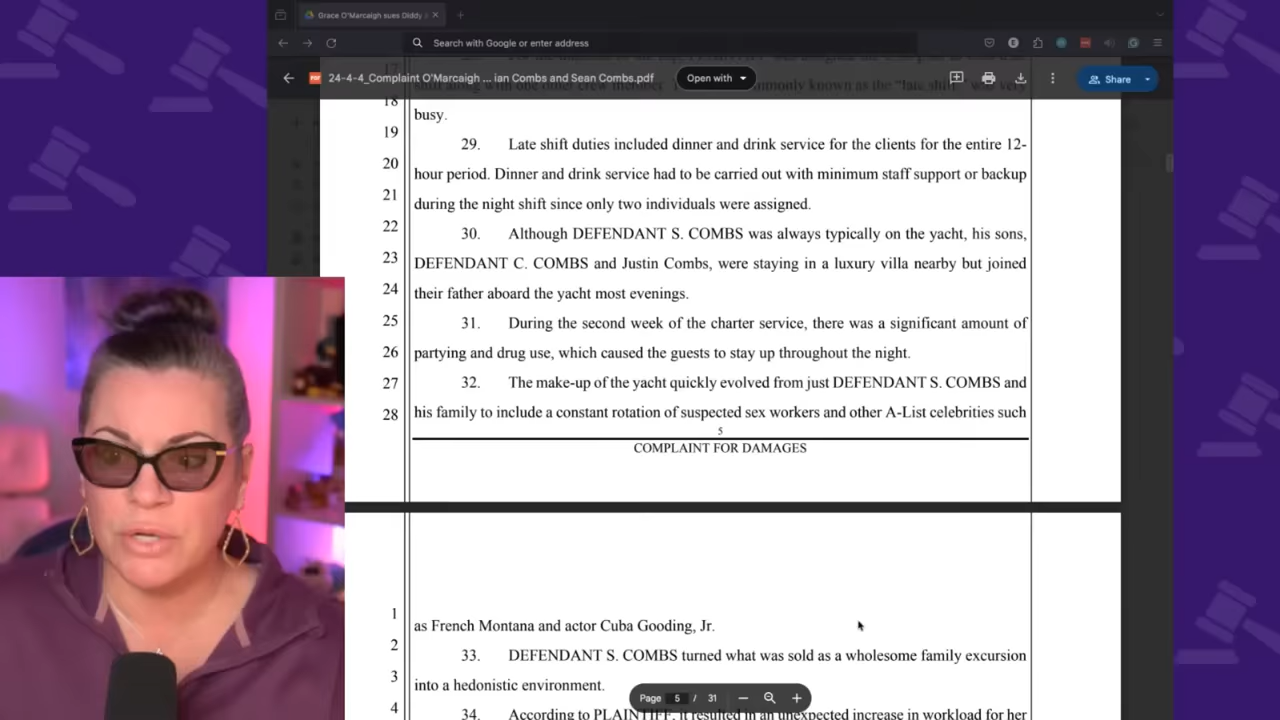 Grace O'Marcaigh sues Diddy
Search with Google or enter address
24-4-4_Complaint O'Marcaigh ... ian Combs and Sean Combs.pdf
Open with
Share
17
18
busy.
19
29. Late shift duties included dinner and drink service for the clients for the entire 12-
20
hour period. Dinner and drink service had to be carried out with minimum staff support or backup
21
during the night shift since only two individuals were assigned.
22
30. Although DEFENDANT S. COMBS was always typically on the yacht, his sons,
23
DEFENDANT C. COMBS and Justin Combs, were staying in a luxury villa nearby but joined
24
their father aboard the yacht most evenings.
25
31. During the second week of the charter service, there was a significant amount of
26
partying and drug use, which caused the guests to stay up throughout the night.
27
32. The make-up of the yacht quickly evolved from just DEFENDANT S. COMBS and
28
his family to include a constant rotation of suspected sex workers and other A-List celebrities such
5
COMPLAINT FOR DAMAGES
1
as French Montana and actor Cuba Gooding, Jr.
2
33. DEFENDANT S. COMBS turned what was sold as a wholesome family excursion
3
into a hedonistic environment.
4
34. According to PLAINTIFF, it resulted in an unexpected increase in workload for her
Page 5 / 31